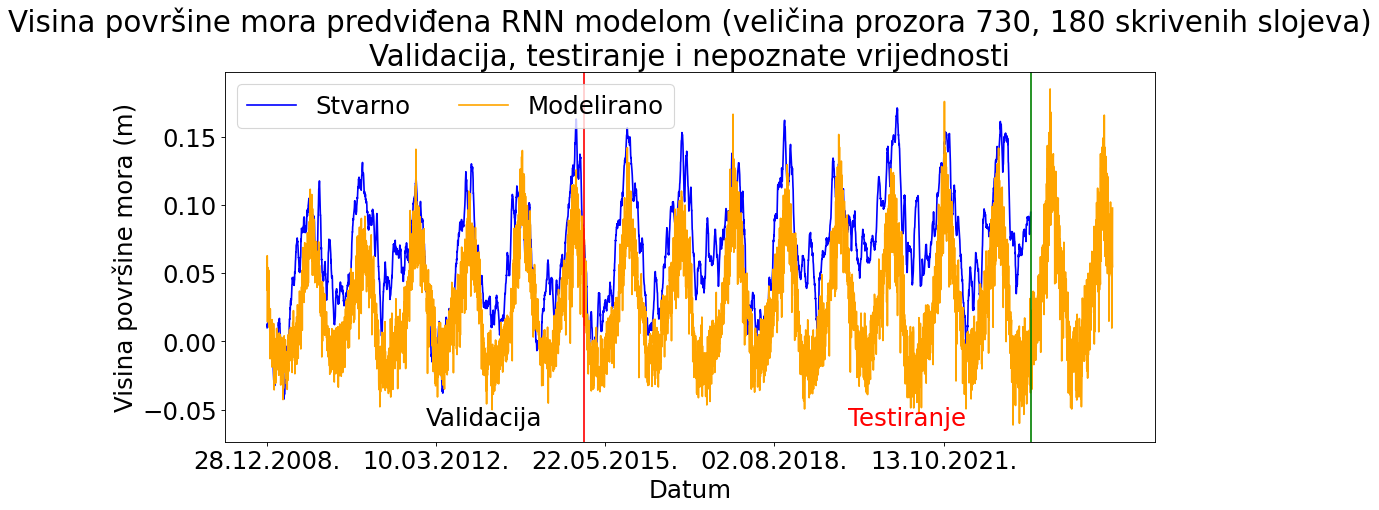 Visina površine mora predviđena RNN modelom (veličina prozora 730, 180 skrivenih slojeva)
Validacija, testiranje i nepoznate vrijednosti
Stvarno
Modelirano
Visina površine mora (m)
0.15
0.10
0.05
0.00
−0.05
Validacija
Testiranje
28.12.2008.
10.03.2012.
22.05.2015.
02.08.2018.
13.10.2021.
Datum